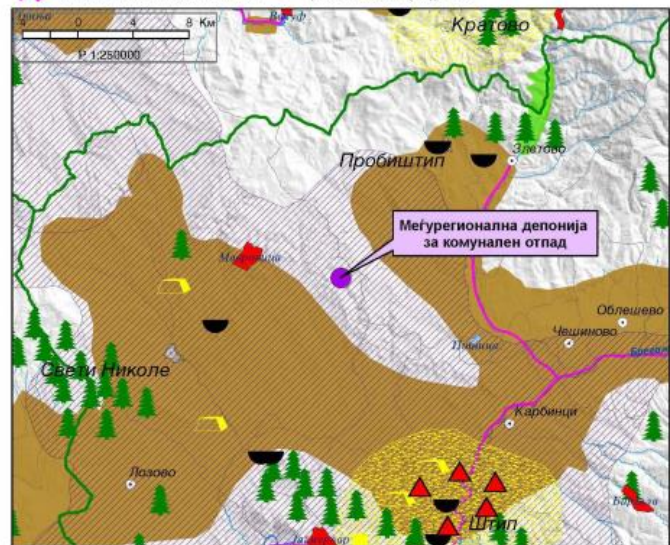 4 0 4 8 Км
Р 1:250000
Кратово
Злетово
Пробиштип
Меѓурегионална депонија
за комунален отпад
Мавровица
Облешево
Чешиново
Свети Николе
Карбинци
Лозово
Штип